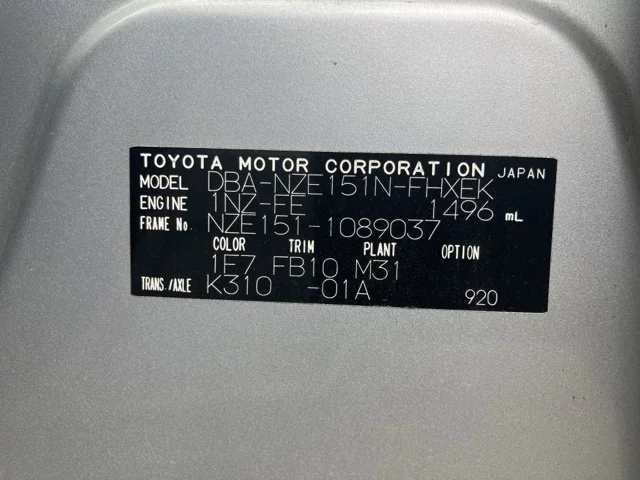 TOYOTA MOTOR CORPORATION JAPAN
MODEL DBA-NZE151N-FHXEK
ENGINE 1NZ-FE 1496 mL
FRAME No. NZE151-1089037
COLOR TRIM PLANT OPTION
1F7 FB10 M31
TRANS./AXLE K310 -01A 920